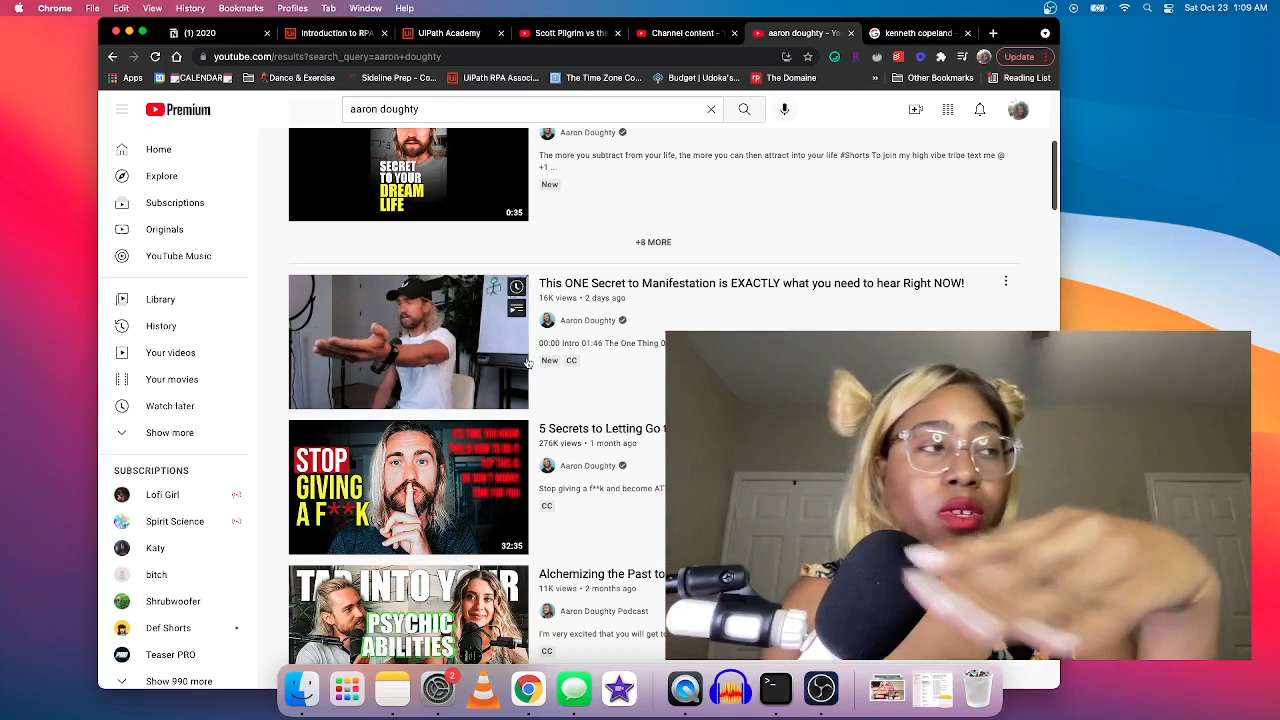 Chrome File Edit View History Bookmarks Profiles Tab Window Help Sat Oct 23 1:09 AM
(1) 2020 Introduction to RPA UiPath Academy Scott Pilgrim vs the Channel content - aaron doughty - Yo kenneth copeland -
youtube.com/results?search_query=aaron+doughty Update
Apps CALENDAR Dance & Exercise Sideline Prep - Co... UiPath RPA Assoc... The Time Zone Co... Budget | Udoka's... The Domain » Other Bookmarks Reading List
Premium aaron doughty
Home
Explore
Subscriptions
Originals
YouTube Music
Library
History
Your videos
Your movies
Watch later
Show more
SUBSCRIPTIONS
Lofi Girl
Spirit Science
Katy
bitch
Shrubwoofer
Def Shorts
Teaser PRO
Show 990 more
SECRET
TO YOUR
DREAM
LIFE
0:35
Aaron Doughty
The more you subtract from your life, the more you can then attract into your life #Shorts To join my high vibe tribe text me @
+1 ...
New
+8 MORE
This ONE Secret to Manifestation is EXACTLY what you need to hear Right NOW!
16K views • 2 days ago
Aaron Doughty
00:00 Intro 01:46 The One Thing
New CC
STOP
GIVING
A F**K
32:35
5 Secrets to Letting Go
276K views • 1 month ago
Aaron Doughty
Stop giving a f**k and become
CC
YOUR
PSYCHIC
ABILITIES
Alchemizing the Past to
11K views • 2 months ago
Aaron Doughty Podcast
I'm very excited that you will get to
CC
2